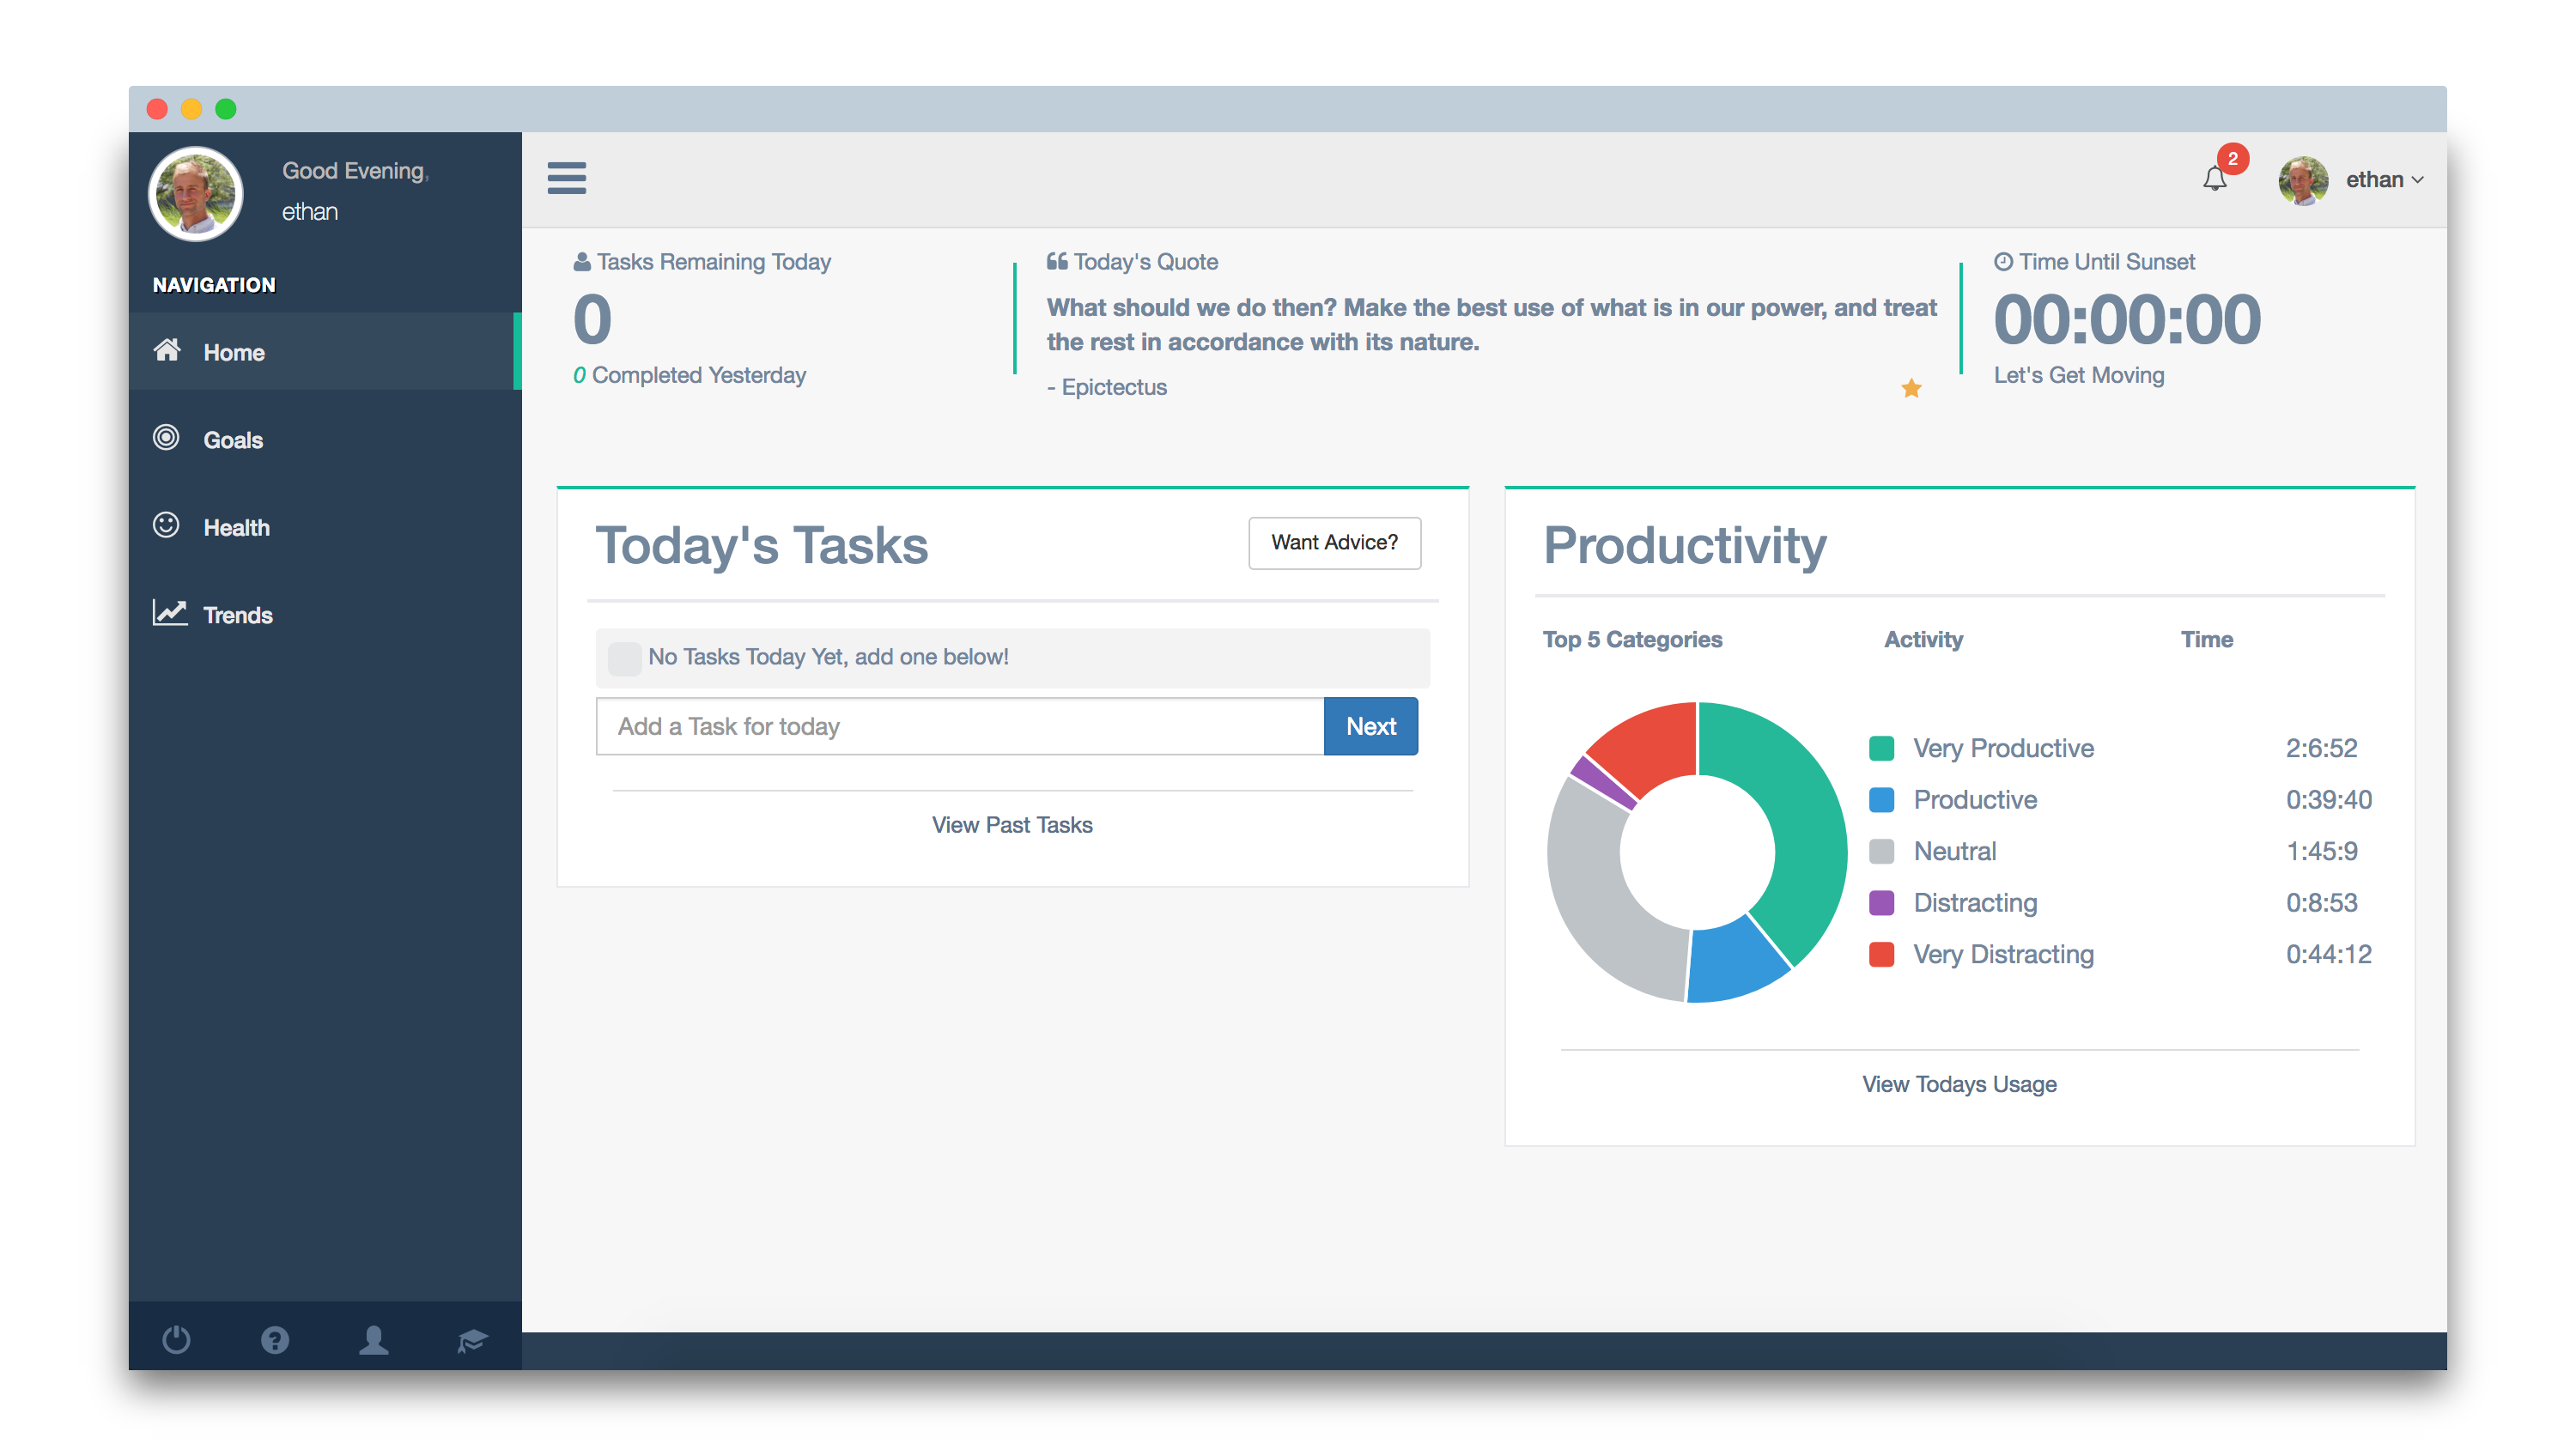 Good Evening,
ethan
NAVIGATION
Home
Goals
Health
Trends
2
ethan
Tasks Remaining Today
0
0 Completed Yesterday
Today's Quote
What should we do then? Make the best use of what is in our power, and treat
the rest in accordance with its nature.
- Epictectus
Time Until Sunset
00:00:00
Let's Get Moving
Today's Tasks
Want Advice?
No Tasks Today Yet, add one below!
Add a Task for today
Next
View Past Tasks
Productivity
Top 5 Categories Activity Time
Very Productive 2:6:52
Productive 0:39:40
Neutral 1:45:9
Distracting 0:8:53
Very Distracting 0:44:12
View Todays Usage